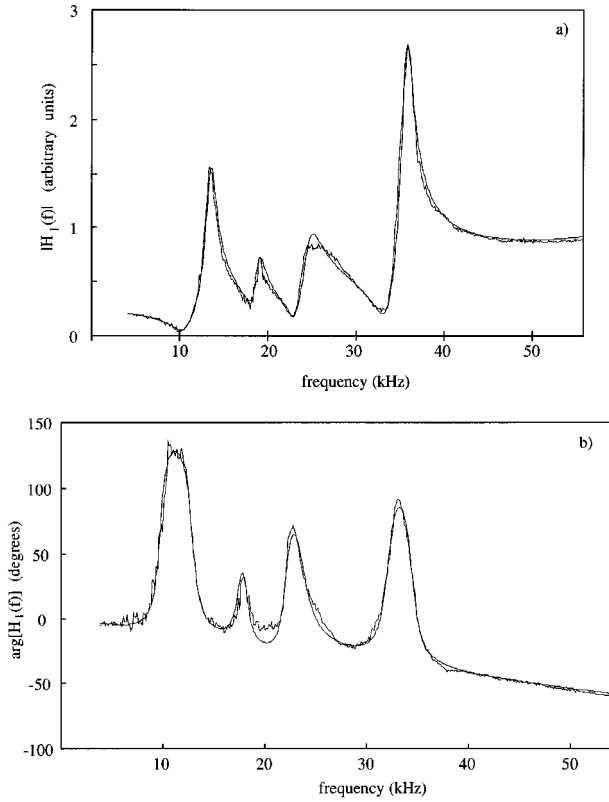 3
a)
|H₁(f)| (arbitrary units)
2
1
0
10 20 30 40 50
frequency (kHz)
150
b)
100
arg[H₁(f)] (degrees)
50
0
-50
-100
10 20 30 40 50
frequency (kHz)